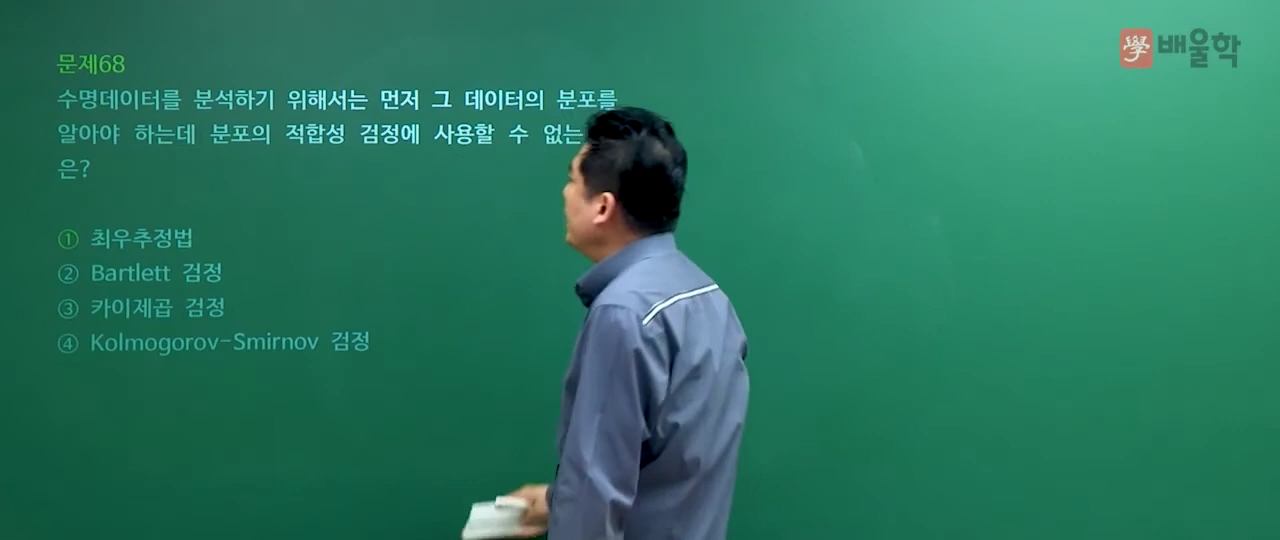 學 배울학
문제68
수명데이터를 분석하기 위해서는 먼저 그 데이터의 분포를
알아야 하는데 분포의 적합성 검정에 사용할 수 없는
은?
① 최우추정법
② Bartlett 검정
③ 카이제곱 검정
④ Kolmogorov-Smirnov 검정